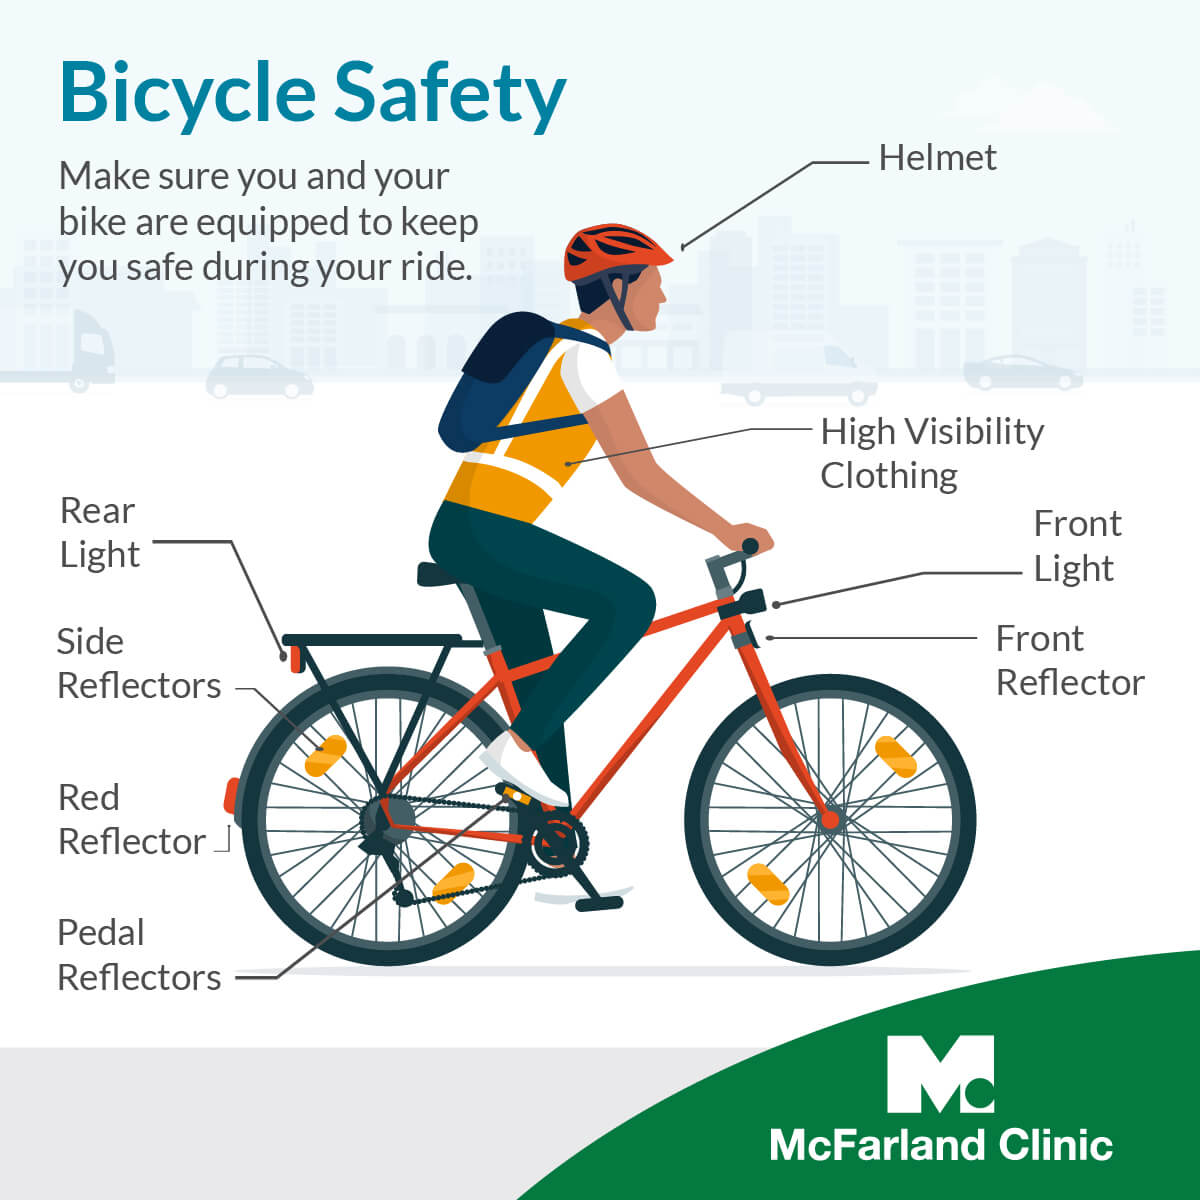 Bicycle Safety
Make sure you and your
bike are equipped to keep
you safe during your ride.
Helmet
High Visibility
Clothing
Rear
Light
Front
Light
Side
Reflectors
Front
Reflector
Red
Reflector
Pedal
Reflectors
Mc
McFarland Clinic